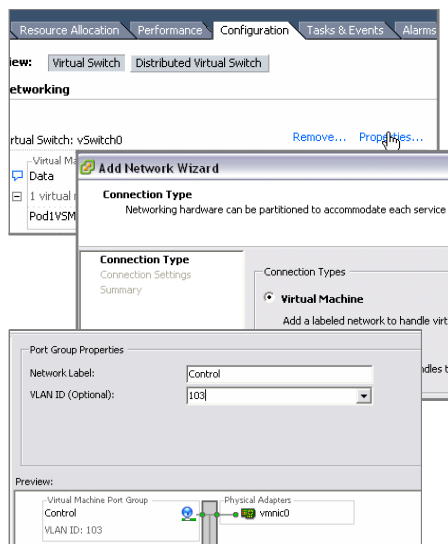 Resource Allocation Performance Configuration Tasks & Events Alarms
iew: Virtual Switch Distributed Virtual Switch
etworking
rtual Switch: vSwitch0 Remove... Properties...
Virtual Ma
Data
1 virtual
Pod1VSM
Add Network Wizard
Connection Type
Networking hardware can be partitioned to accommodate each service
Connection Type
Connection Settings
Summary
Connection Types
Virtual Machine
Add a labeled network to handle virt
ndles t
Port Group Properties
Network Label: Control
VLAN ID (Optional): 103
Preview:
Virtual Machine Port Group Physical Adapters
Control vmnic0
VLAN ID: 103